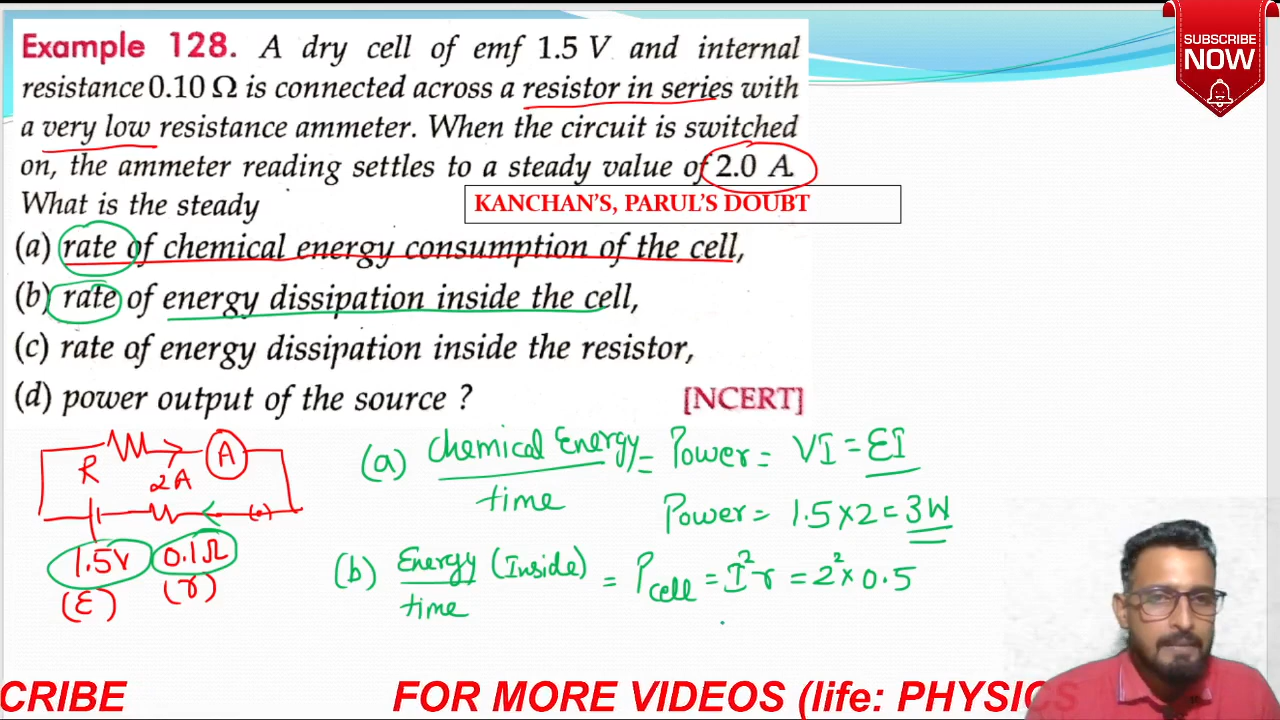 Example 128. A dry cell of emf 1.5 V and internal
resistance 0.10 Ω is connected across a resistor in series with
a very low resistance ammeter. When the circuit is switched
on, the ammeter reading settles to a steady value of 2.0 A.
What is the steady
KANCHAN'S, PARUL'S DOUBT
(a) rate of chemical energy consumption of the cell,
(b) rate of energy dissipation inside the cell,
(c) rate of energy dissipation inside the resistor,
(d) power output of the source ?
[NCERT]
SUBSCRIBE
NOW
R
2A
A
(•)
1.5V
0.1Ω
(ε)
(r)
(a) Chemical Energy / time = Power = VI = εI
Power = 1.5×2 = 3W
(b) Energy (Inside) / time = Pcell = I²r = 2²×0.5
CRIBE
FOR MORE VIDEOS (life: PHYSICS